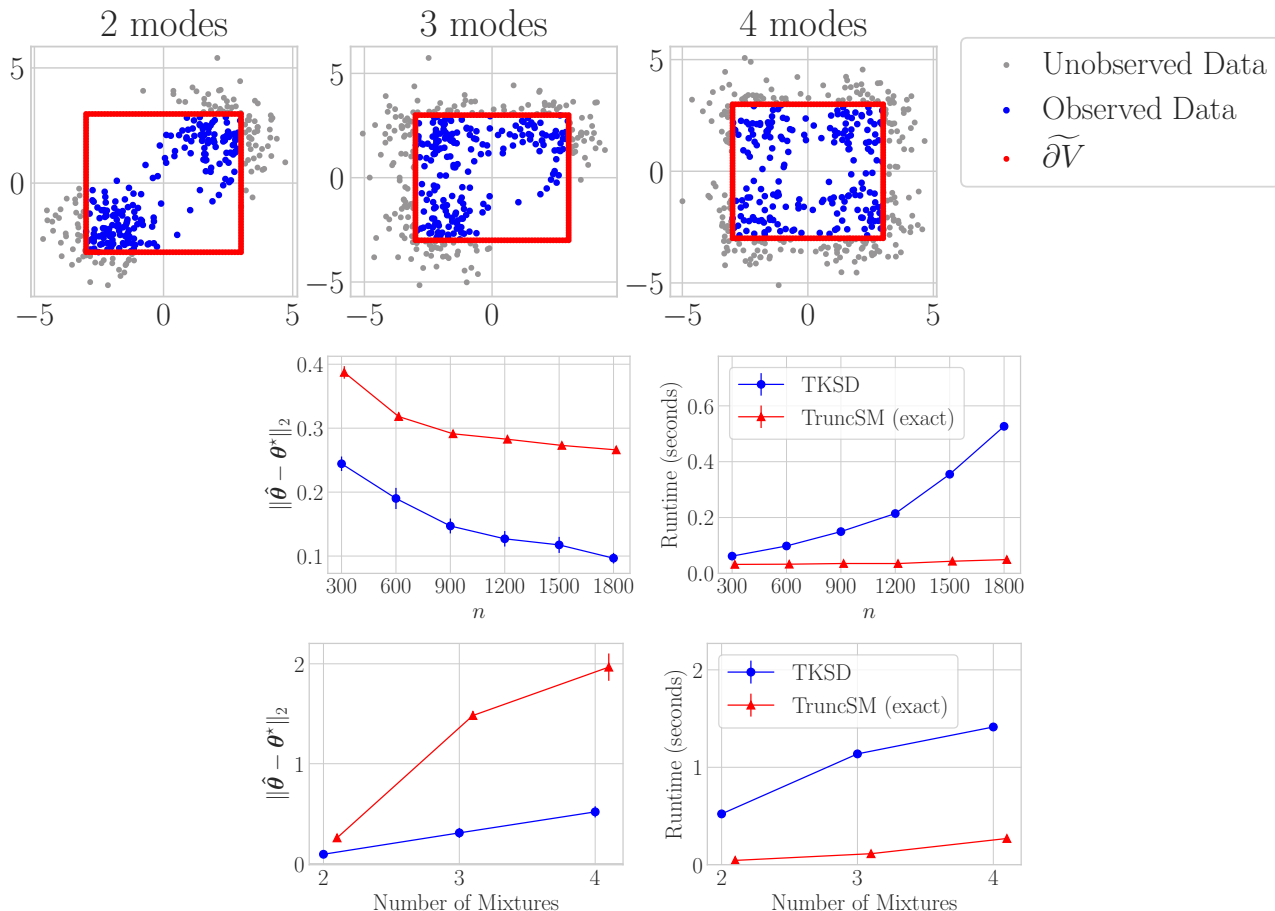 2 modes
3 modes
4 modes
Unobserved Data
Observed Data
$\widetilde{\partial V}$
5
0
−5
0
5
5
0
−5
−5
0
5
0
−5
−5
0
5
0.4
0.3
0.2
0.1
||θ̂ − θ*||₂
300
600
900
1200
1500
1800
n
TKSD
TruncSM (exact)
0.6
0.4
0.2
0.0
Runtime (seconds)
300
600
900
1200
1500
1800
n
2
1
0
||θ̂ − θ*||₂
2
3
4
Number of Mixtures
TKSD
TruncSM (exact)
2
1
0
Runtime (seconds)
2
3
4
Number of Mixtures